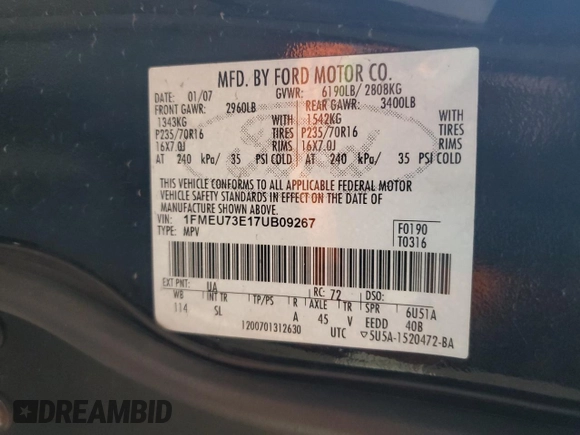 MFD. BY FORD MOTOR CO.
DATE: 01/07 GVWR: 6190LB/ 2808KG
FRONT GAWR: 2960LB REAR GAWR: 3400LB
1343KG WITH 1542KG WITH
P235/70R16 TIRES P235/70R16 TIRES
16X7.0J RIMS 16X7.0J RIMS
AT 240 kPa/ 35 PSI COLD AT 240 kPa/ 35 PSI COLD
THIS VEHICLE CONFORMS TO ALL APPLICABLE FEDERAL MOTOR
VEHICLE SAFETY STANDARDS IN EFFECT ON THE DATE OF
MANUFACTURE SHOWN ABOVE.
VIN: 1FMEU73E17UB09267 F0190
TYPE: MPV T0316
EXT PNT: UA RC: 72 DSO:
WB INT TR TP/PS R AXLE TR SPR 6U51A
114 SL A 45 V EEDD 40B
1200701312630 UTC ▽5U5A-1520472-BA
DREAMBID